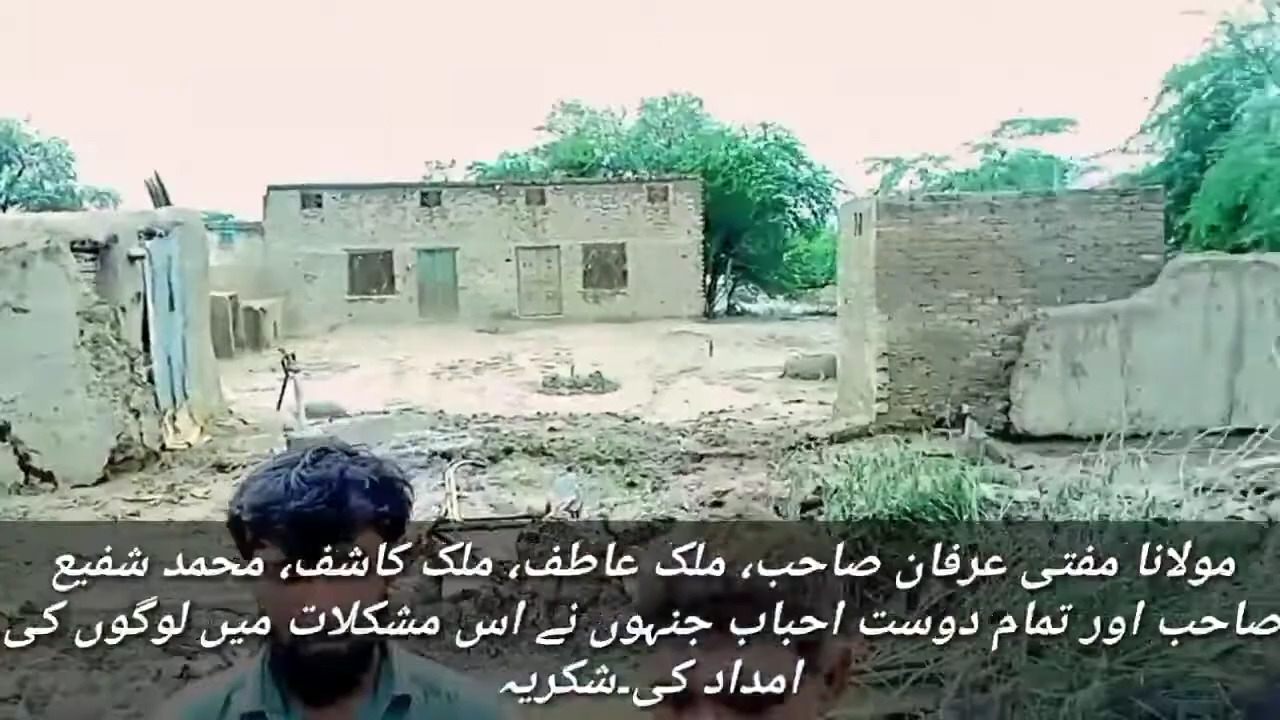 مولانا مفتی عرفان صاحب، ملک عاطف، ملک کاشف، محمد شفیع
صاحب اور تمام دوست احباب جنہوں نے اس مشکلات میں لوگوں کی
امداد کی۔شکریہ